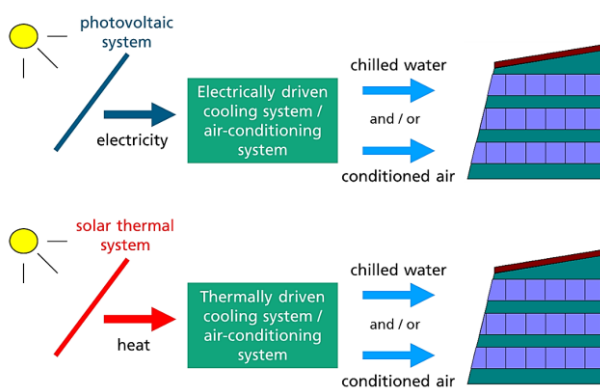 photovoltaic
system
electricity
Electrically driven
cooling system /
air-conditioning
system
chilled water
and / or
conditioned air
solar thermal
system
heat
Thermally driven
cooling system /
air-conditioning
system
chilled water
and / or
conditioned air